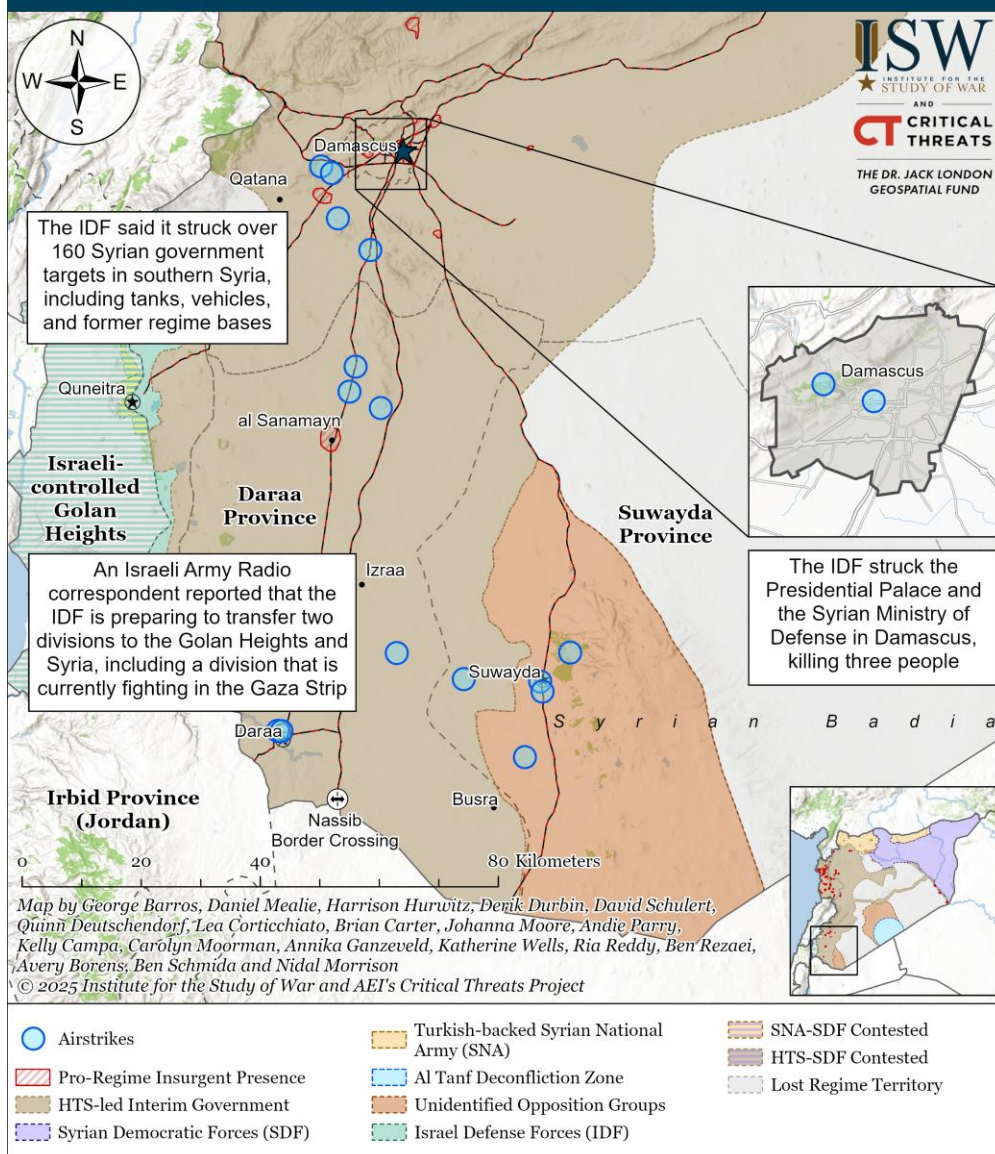 N
W E
S
ISW
INSTITUTE FOR THE
STUDY OF WAR
AND
CT CRITICAL
THREATS
THE DR. JACK LONDON
GEOSPATIAL FUND
Damascus
Qatana
The IDF said it struck over
160 Syrian government
targets in southern Syria,
including tanks, vehicles,
and former regime bases
Damascus
Quneitra
al Sanamayn
Israeli-
controlled
Golan
Heights
Daraa
Province
Suwayda
Province
The IDF struck the
Presidential Palace and
the Syrian Ministry of
Defense in Damascus,
killing three people
An Israeli Army Radio
correspondent reported that the
IDF is preparing to transfer two
divisions to the Golan Heights and
Syria, including a division that is
currently fighting in the Gaza Strip
Izraa
Suwayda
Syrian Badia
Daraa
Irbid Province
(Jordan)
Nassib
Border Crossing
Busra
0 20 40 80 Kilometers
Map by George Barros, Daniel Mealie, Harrison Hurwitz, Derik Durbin, David Schulert,
Quinn Deutschendorf, Lea Corticchiato, Brian Carter, Johanna Moore, Andie Parry,
Kelly Campa, Carolyn Moorman, Annika Ganzeveld, Katherine Wells, Ria Reddy, Ben Rezaei,
Avery Borens, Ben Schmida and Nidal Morrison
© 2025 Institute for the Study of War and AEI's Critical Threats Project
Airstrikes
Pro-Regime Insurgent Presence
HTS-led Interim Government
Syrian Democratic Forces (SDF)
Turkish-backed Syrian National
Army (SNA)
Al Tanf Deconfliction Zone
Unidentified Opposition Groups
Israel Defense Forces (IDF)
SNA-SDF Contested
HTS-SDF Contested
Lost Regime Territory